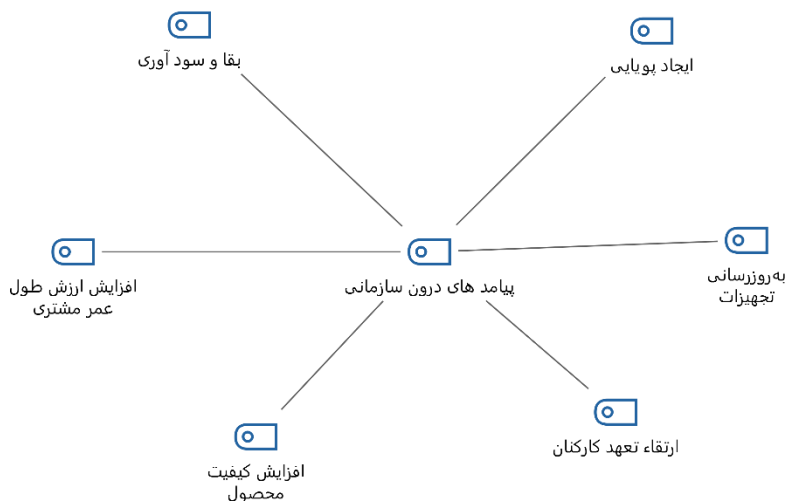 بقا و سود آوری
ایجاد پویایی
افزایش ارزش طول
عمر مشتری
پیامد های درون سازمانی
به‌روزرسانی
تجهیزات
افزایش کیفیت
محصول
ارتقاء تعهد کارکنان